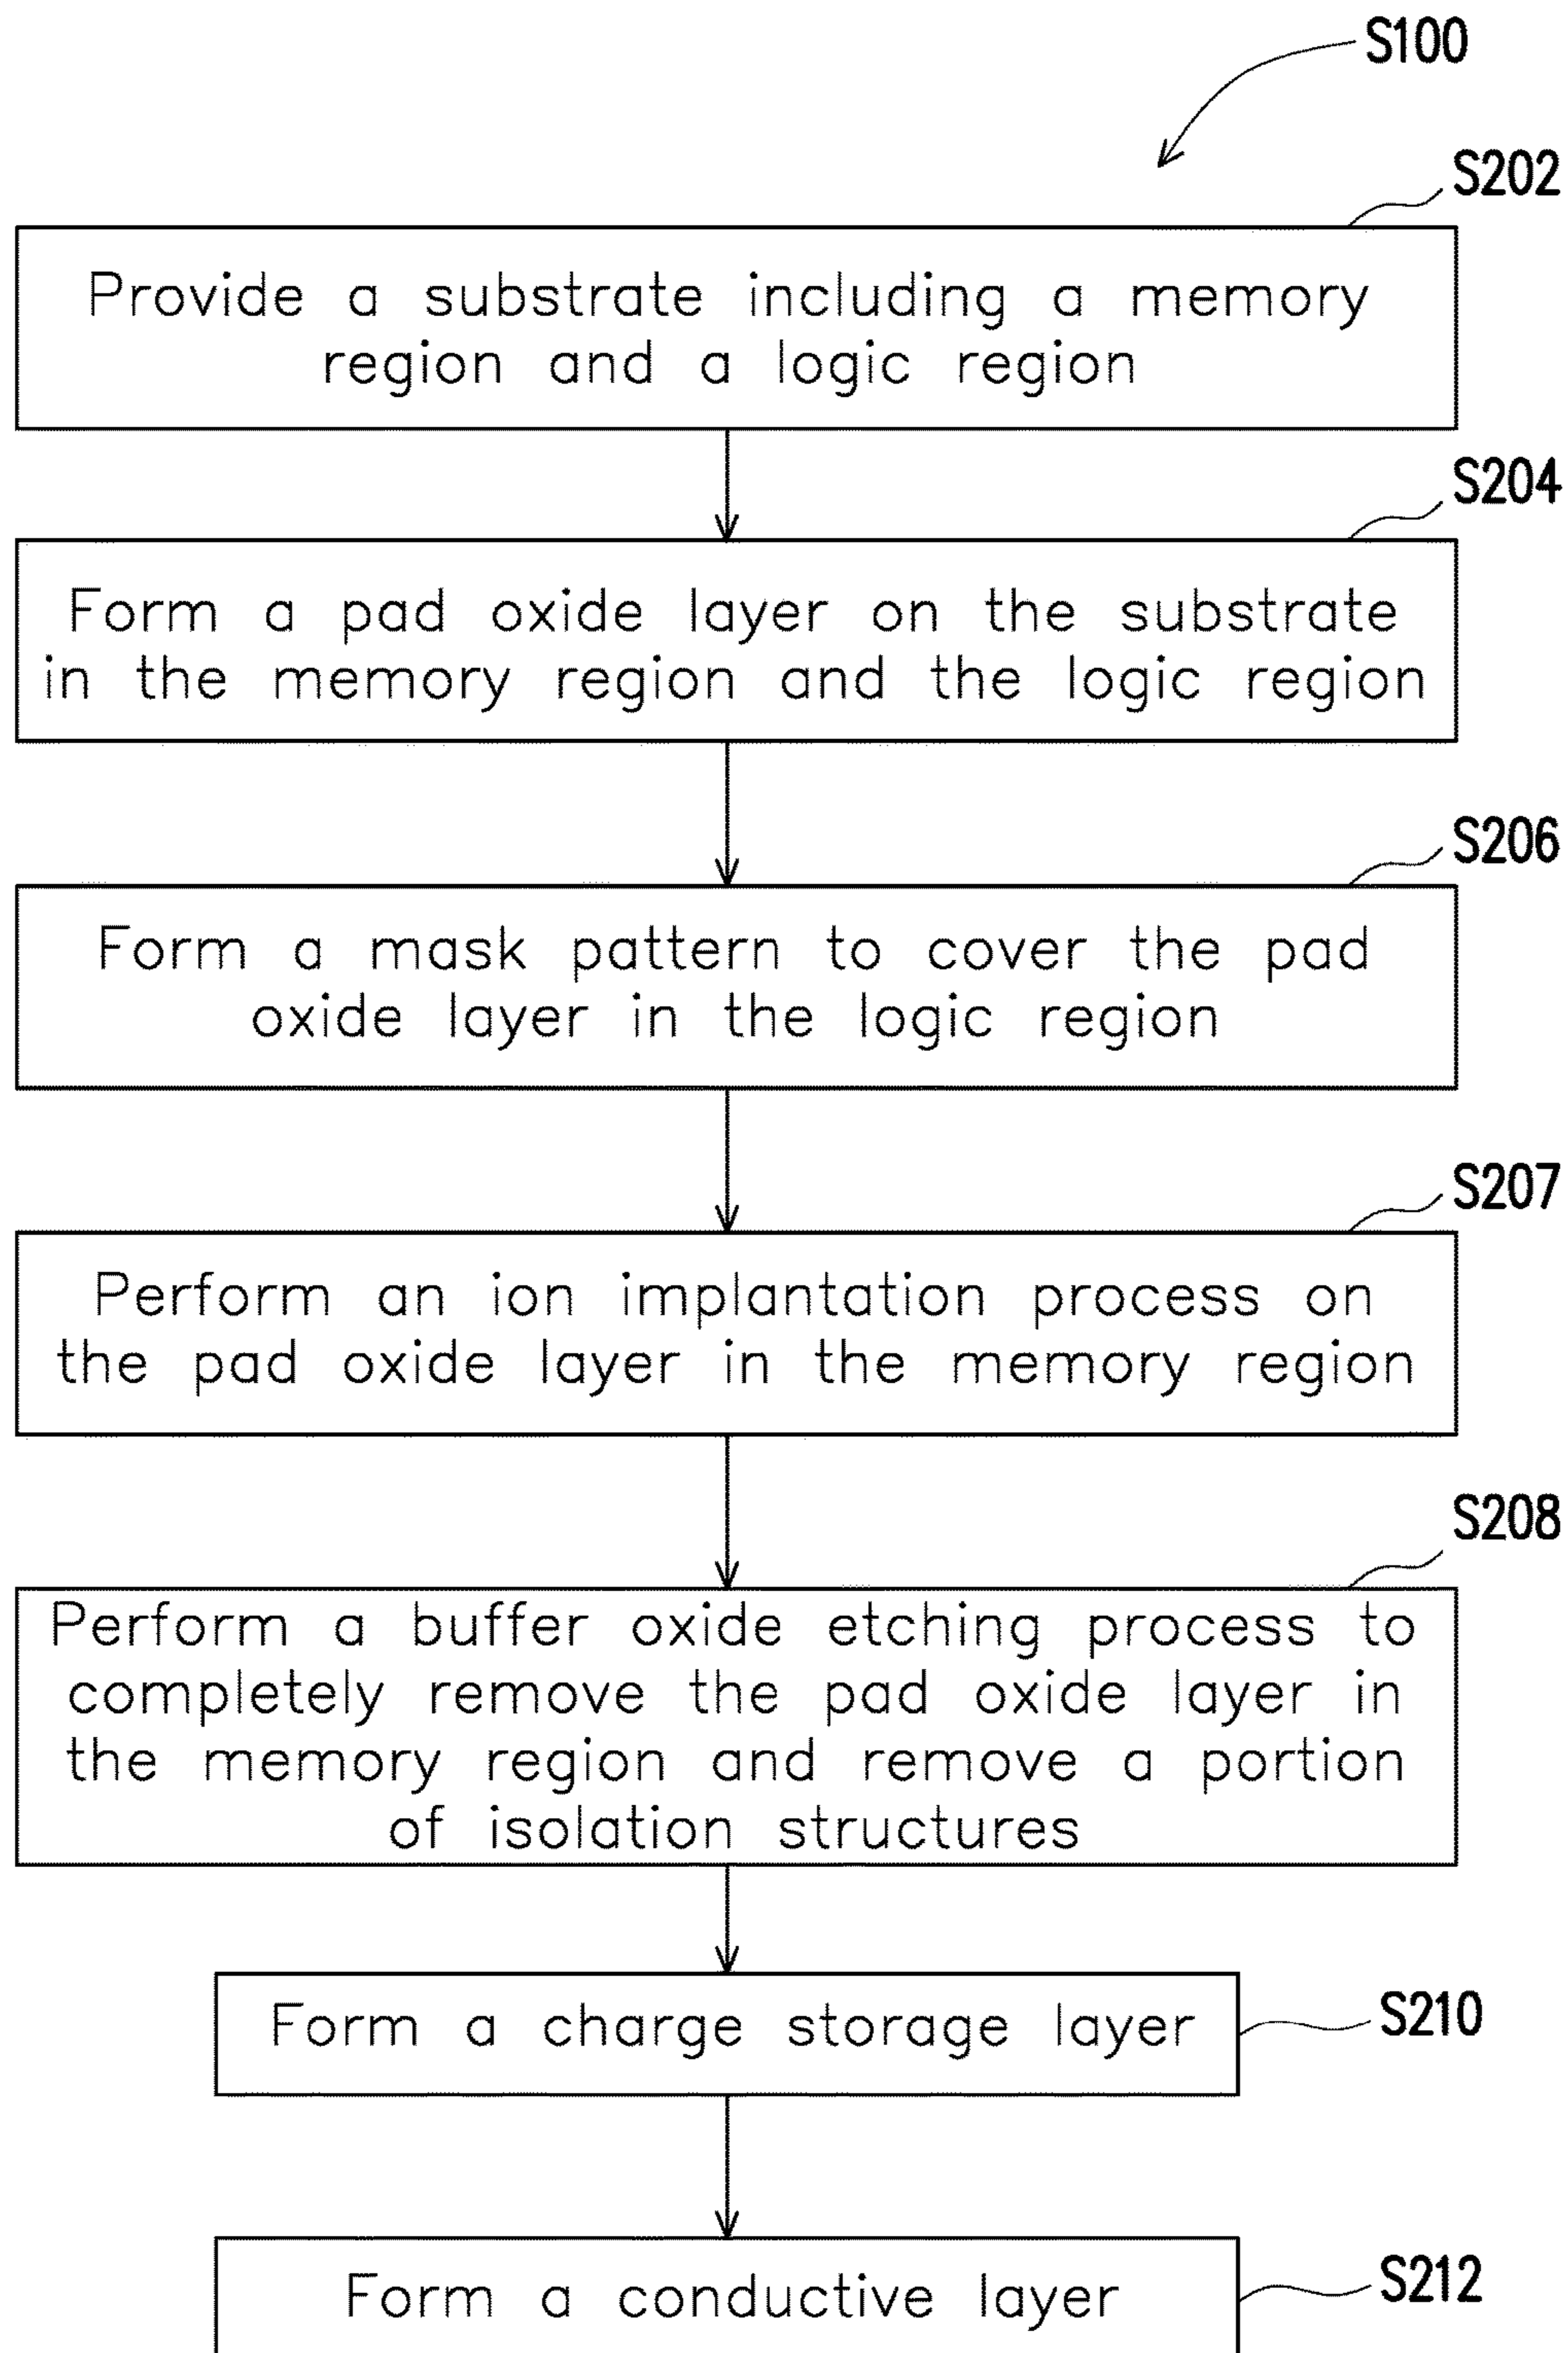 S100
S202
Provide a substrate including a memory
region and a logic region
S204
Form a pad oxide layer on the substrate
in the memory region and the logic region
S206
Form a mask pattern to cover the pad
oxide layer in the logic region
S207
Perform an ion implantation process on
the pad oxide layer in the memory region
S208
Perform a buffer oxide etching process to
completely remove the pad oxide layer in
the memory region and remove a portion
of isolation structures
Form a charge storage layer
S210
Form a conductive layer
S212